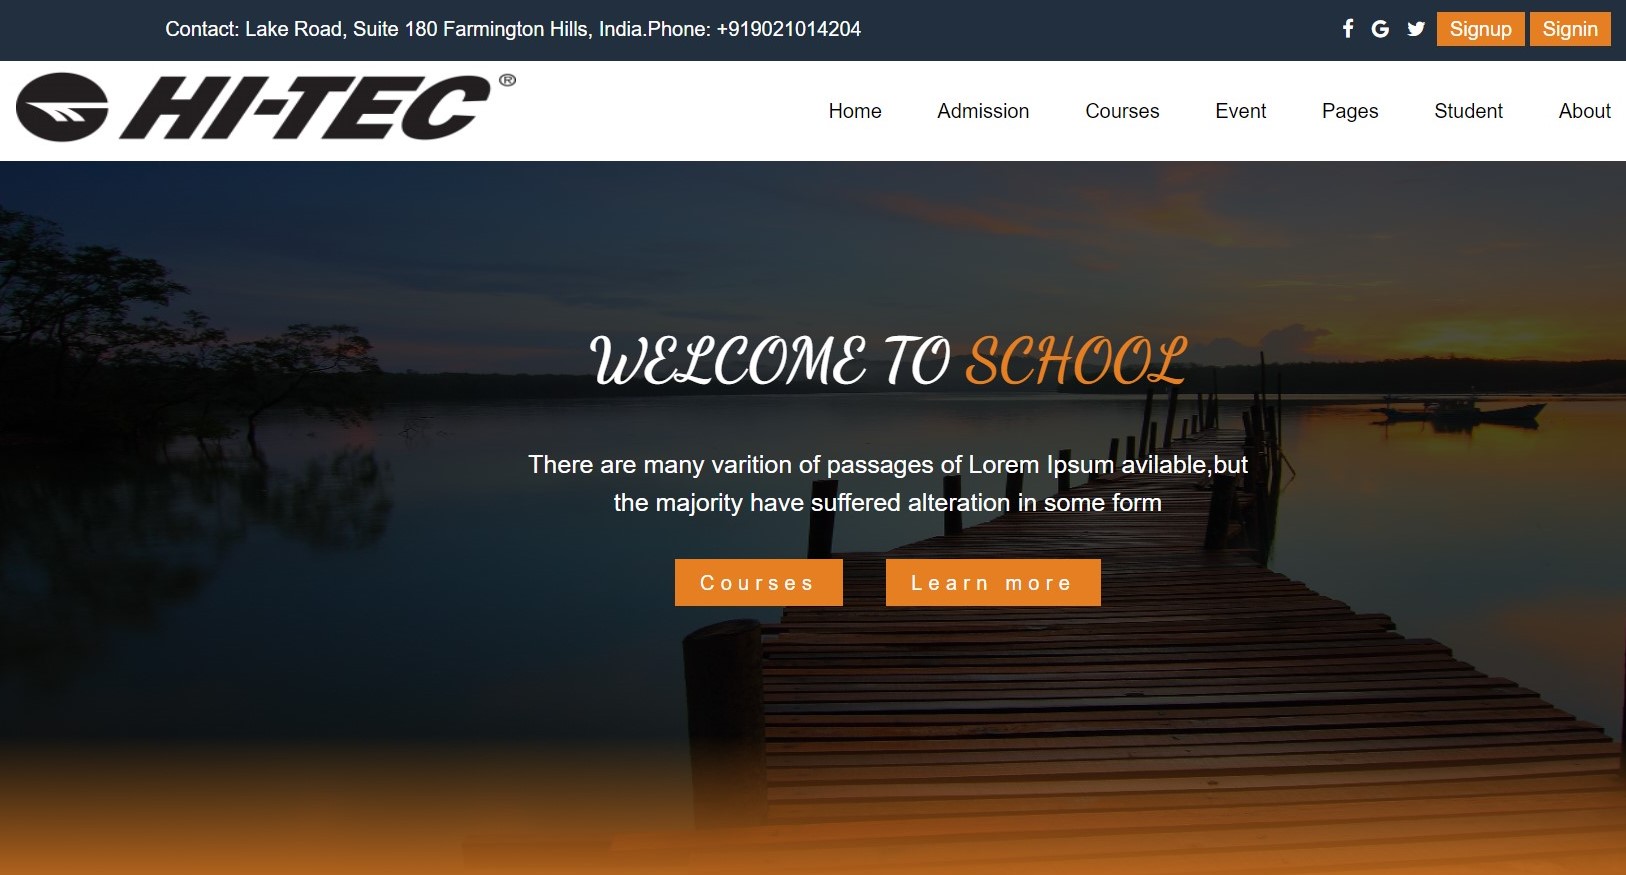 Contact: Lake Road, Suite 180 Farmington Hills, India.Phone: +919021014204
Signup
Signin
HI-TEC®
Home
Admission
Courses
Event
Pages
Student
About
WELCOME TO SCHOOL
There are many varition of passages of Lorem Ipsum avilable,but
the majority have suffered alteration in some form
Courses
Learn more